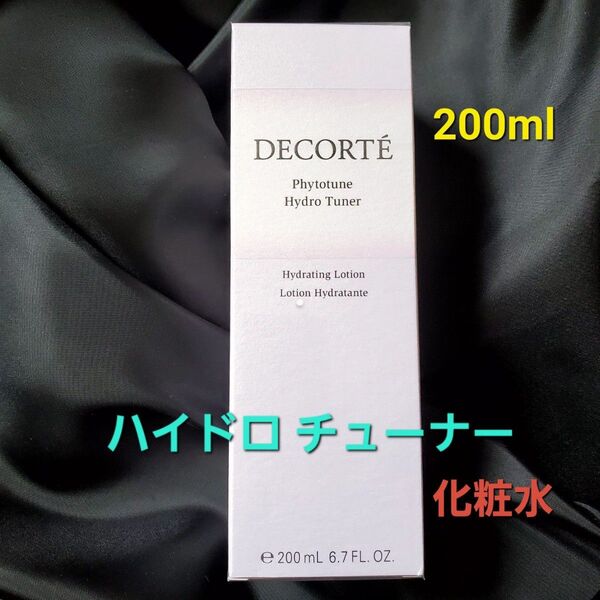 200ml
DECORTÉ
Phytotune
Hydro Tuner
Hydrating Lotion
Lotion Hydratante
ハイドロ チューナー
化粧水
℮ 200 mL 6.7 FL. OZ.